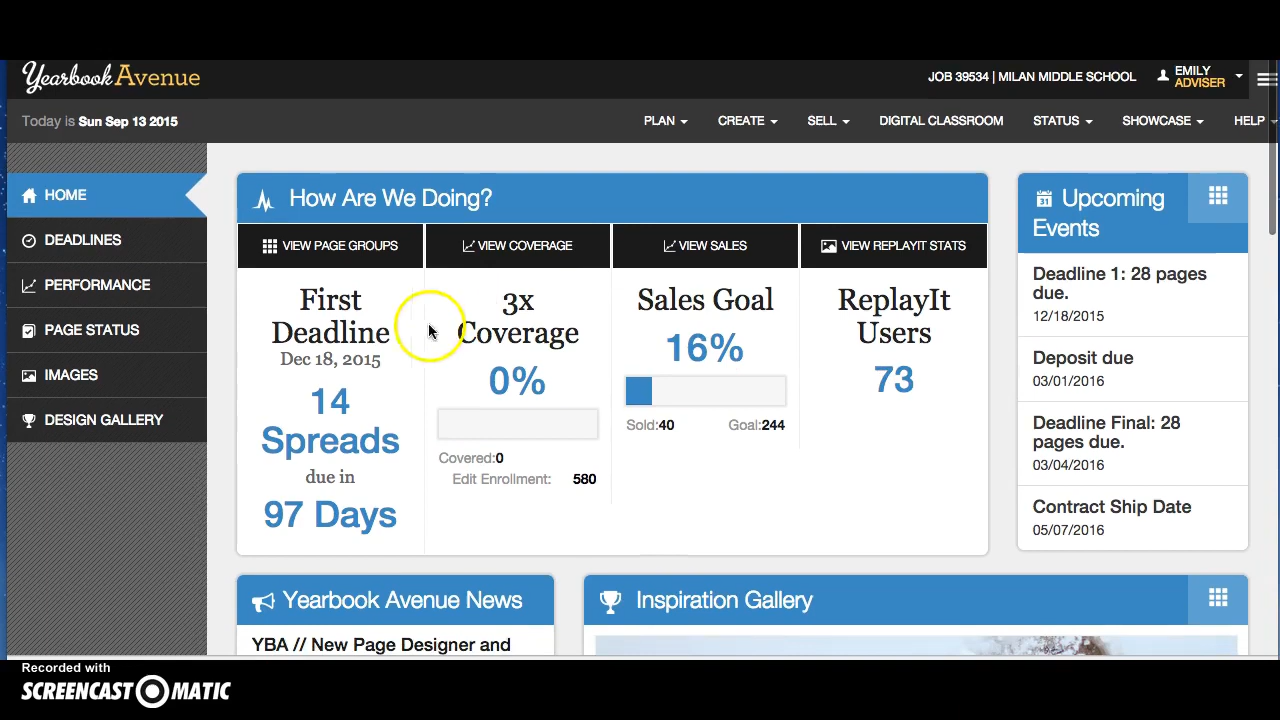 YearbookAvenue
JOB 39534 | MILAN MIDDLE SCHOOL
EMILY
ADVISER
Today is Sun Sep 13 2015
PLAN
CREATE
SELL
DIGITAL CLASSROOM
STATUS
SHOWCASE
HELP
HOME
DEADLINES
PERFORMANCE
PAGE STATUS
IMAGES
DESIGN GALLERY
How Are We Doing?
VIEW PAGE GROUPS
VIEW COVERAGE
VIEW SALES
VIEW REPLAYIT STATS
First
Deadline
Dec 18, 2015
14
Spreads
due in
97 Days
3x
Coverage
0%
Covered:0
Edit Enrollment: 580
Sales Goal
16%
Sold:40 Goal:244
ReplayIt
Users
73
31
Upcoming
Events
Deadline 1: 28 pages
due.
12/18/2015
Deposit due
03/01/2016
Deadline Final: 28
pages due.
03/04/2016
Contract Ship Date
05/07/2016
Yearbook Avenue News
YBA // New Page Designer and
Inspiration Gallery
Recorded with
SCREENCAST-O-MATIC